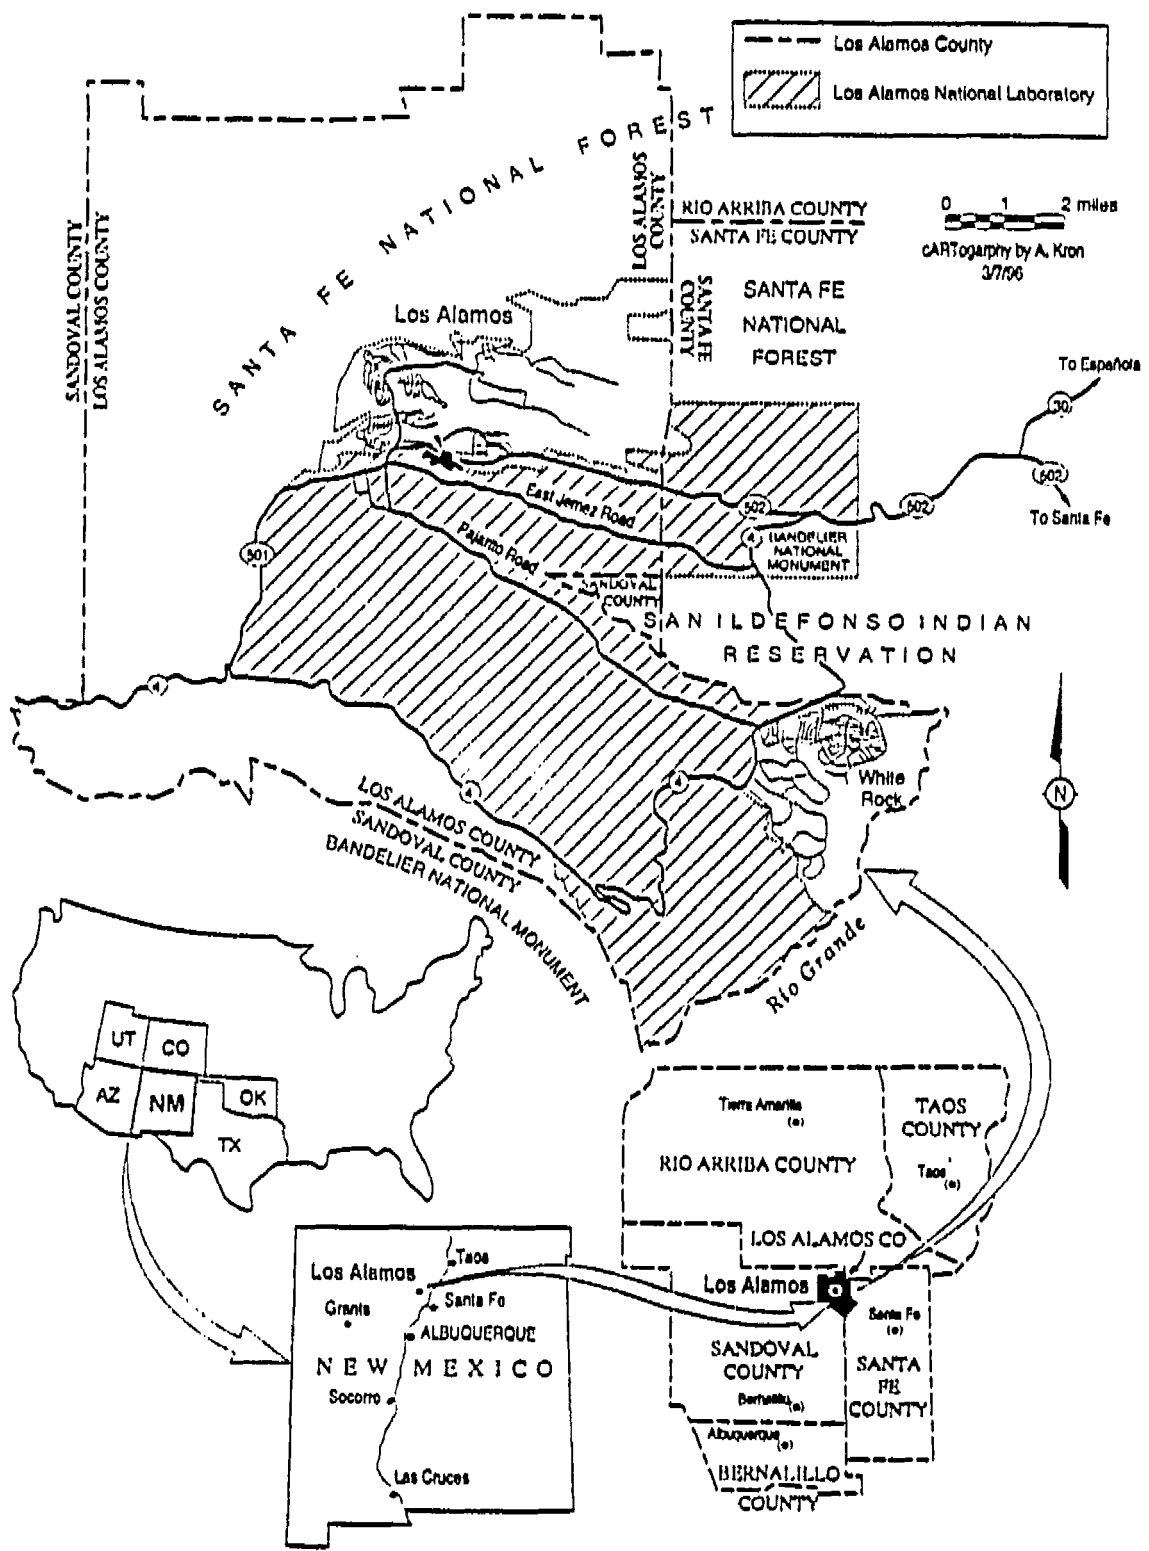 Los Alamos County
Los Alamos National Laboratory
SANTA FE NATIONAL FOREST
SANDOVAL COUNTY
LOS ALAMOS COUNTY
LOS ALAMOS
COUNTY
RIO ARRIBA COUNTY
SANTA FE COUNTY
0 1 2 miles
cARTogarphy by A. Kron
3/7/96
SANTA FE
COUNTY
SANTA FE
NATIONAL
FOREST
Los Alamos
To Española
30
502
To Santa Fe
502
502
East Jemez Road
Pajarito Road
501
4
BANDELIER
NATIONAL
MONUMENT
SANDOVAL
COUNTY
SAN ILDEFONSO INDIAN
RESERVATION
4
4
4
White
Rock
N
LOS ALAMOS COUNTY
SANDOVAL COUNTY
BANDELIER NATIONAL MONUMENT
Rio Grande
UT
CO
AZ
NM
OK
TX
Tierra Amarilla
TAOS
COUNTY
RIO ARRIBA COUNTY
Taos
LOS ALAMOS CO
Los Alamos
Santa Fe
SANDOVAL
COUNTY
SANTA
FE
COUNTY
Bernalillo
Albuquerque
BERNALILLO
COUNTY
Taos
Los Alamos
Santa Fe
Grants
ALBUQUERQUE
NEW MEXICO
Socorro
Las Cruces